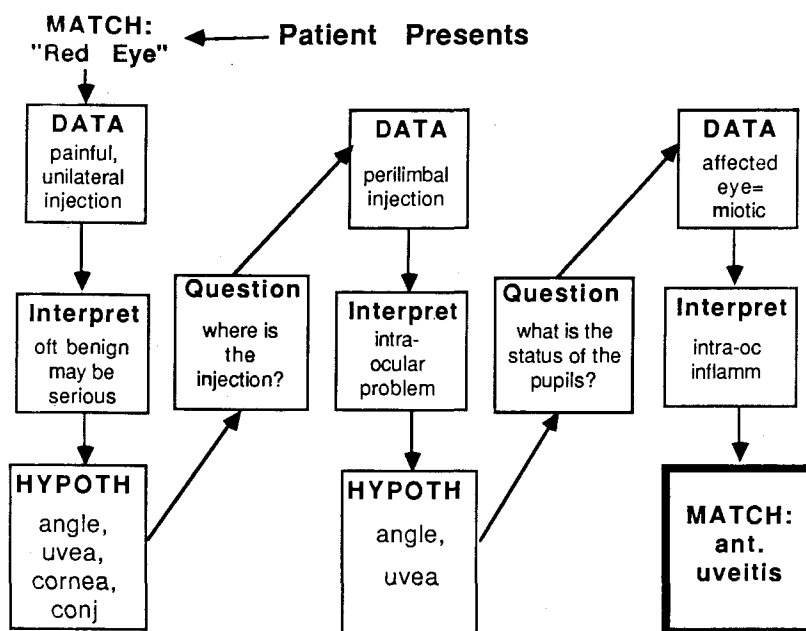 MATCH:
"Red Eye"
Patient Presents
DATA
painful,
unilateral
injection
Interpret
oft benign
may be
serious
HYPOTH
angle,
uvea,
cornea,
conj
Question
where is
the
injection?
DATA
perilimbal
injection
Interpret
intra-
ocular
problem
HYPOTH
angle,
uvea
Question
what is the
status of the
pupils?
DATA
affected
eye=
miotic
Interpret
intra-oc
inflamm
MATCH:
ant.
uveitis